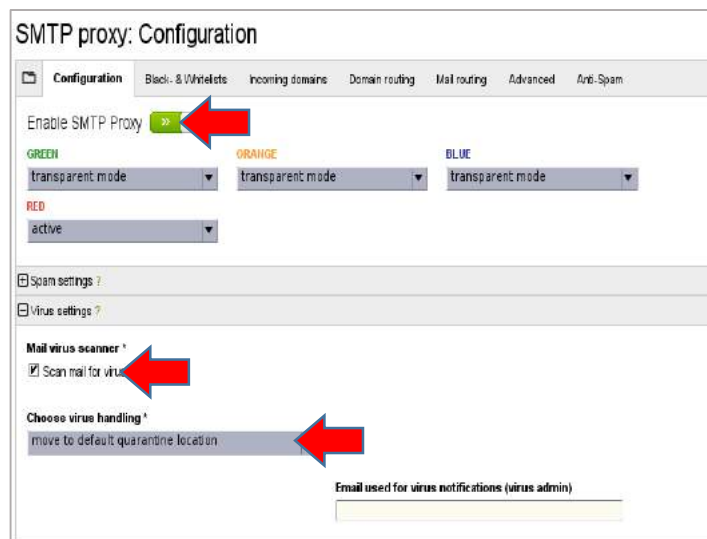 SMTP proxy: Configuration
Configuration Black- & Whitelists Incoming domains Domain routing Mail routing Advanced Anti-Spam
Enable SMTP Proxy »
GREEN ORANGE BLUE
transparent mode transparent mode transparent mode
RED
active
Spam settings ?
Virus settings ?
Mail virus scanner *
Scan mail for virus
Choose virus handling *
move to default quarantine location
Email used for virus notifications (virus admin)